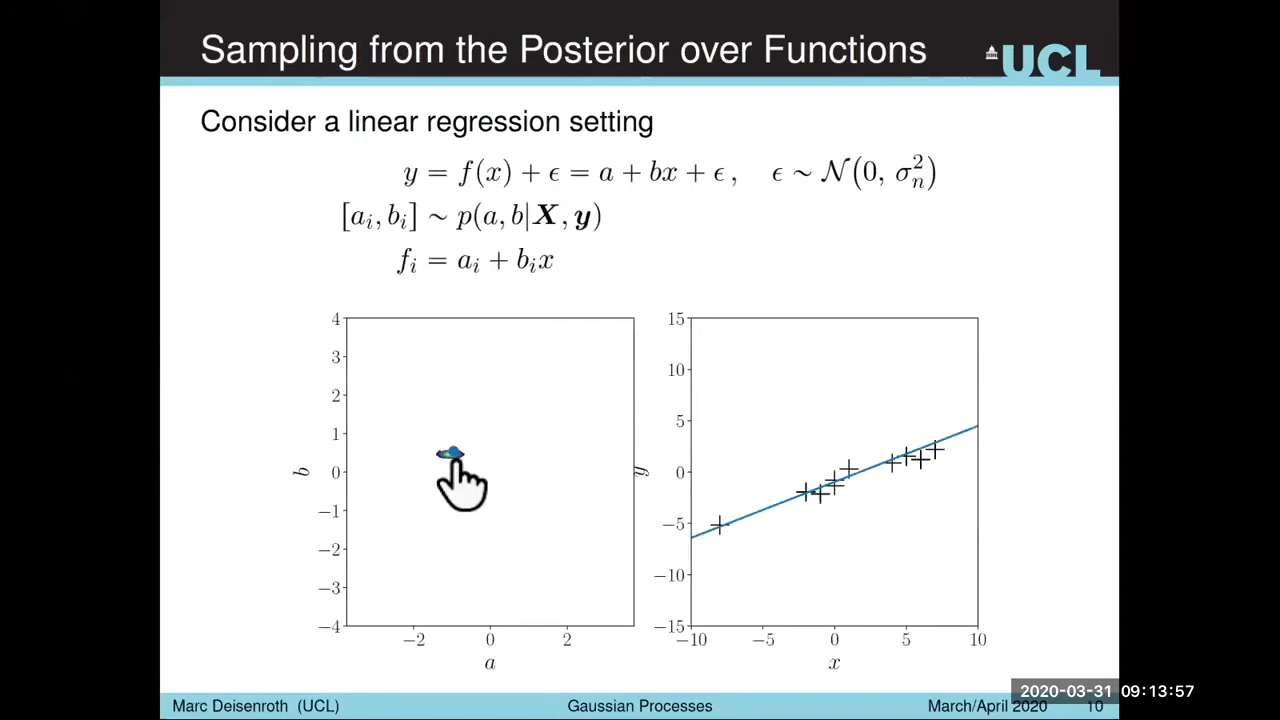 Sampling from the Posterior over Functions
UCL
Consider a linear regression setting
y = f(x) + ϵ = a + bx + ϵ ,   ϵ ∼ 𝒩(0, σₙ²)
[aᵢ, bᵢ] ∼ p(a, b|X, y)
fᵢ = aᵢ + bᵢx
4
3
2
1
0
−1
−2
−3
−4
b
−2 0 2
a
15
10
5
0
−5
−10
−15
y
−10 −5 0 5 10
x
2020-03-31 09:13:57
Marc Deisenroth (UCL) Gaussian Processes March/April 2020 10